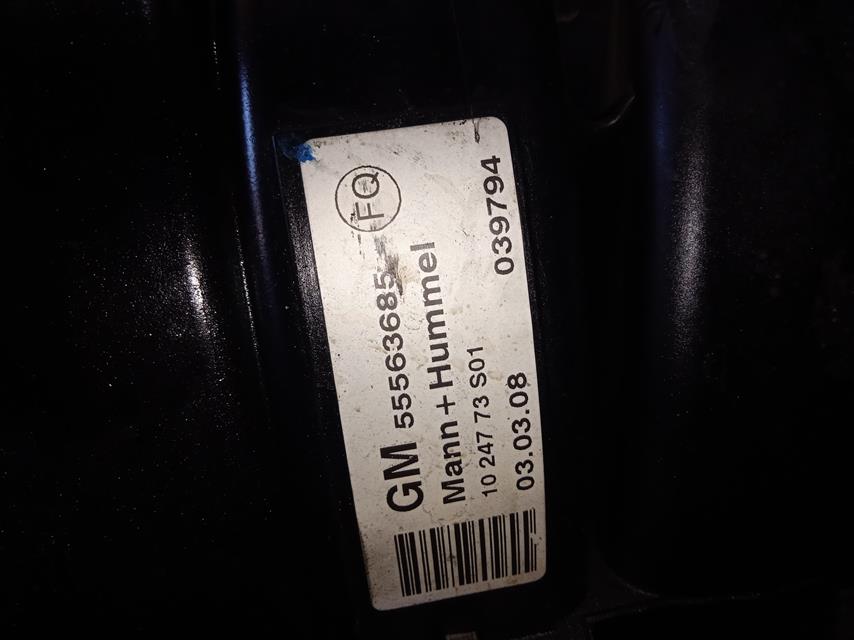 GM 55563685 FQ
Mann + Hummel
10 247 73 S01
03.03.08 039794